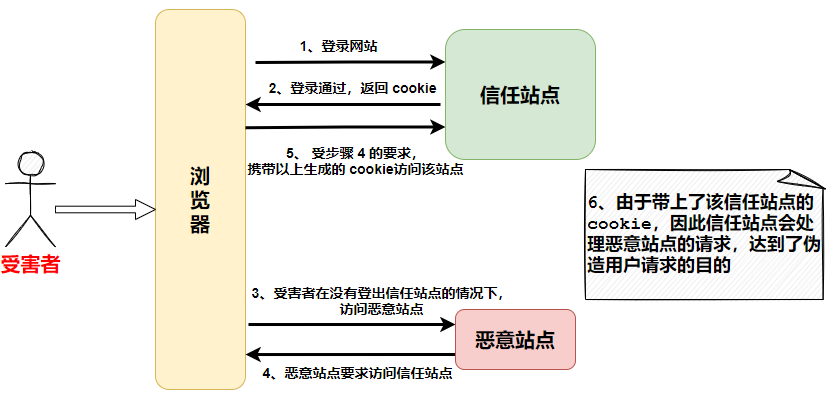 1、登录网站
信任站点
2、登录通过，返回 cookie
5、 受步骤 4 的要求，
携带以上生成的 cookie访问该站点
浏
览
器
受害者
6、由于带上了该信任站点的
cookie，因此信任站点会处
理恶意站点的请求，达到了伪
造用户请求的目的
3、受害者在没有登出信任站点的情况下，
访问恶意站点
恶意站点
4、恶意站点要求访问信任站点